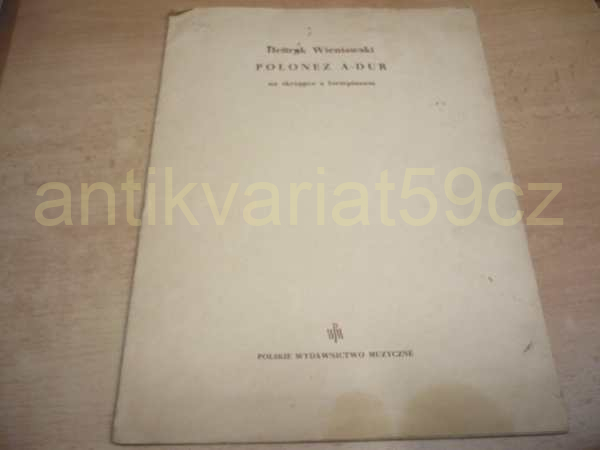 Henryk Wieniawski
POLONEZ A-DUR
na skrzypce z fortepianem
antikvariat59cz
POLSKIE WYDAWNICTWO MUZYCZNE